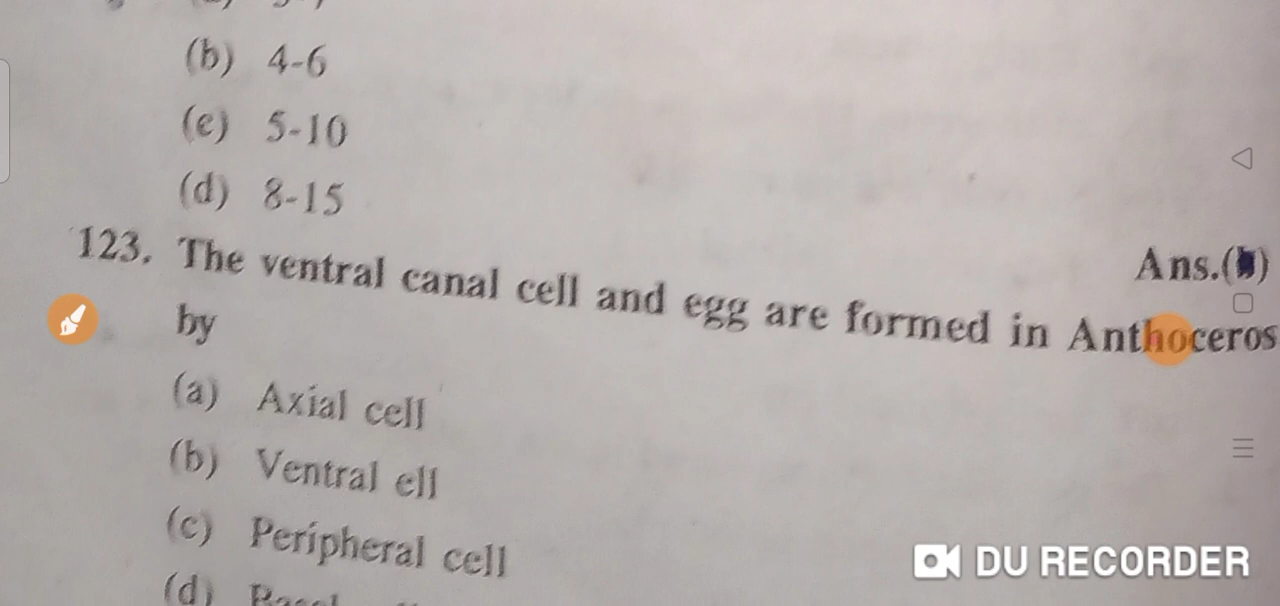 (b) 4-6
(c) 5-10
(d) 8-15
Ans.(b)
123. The ventral canal cell and egg are formed in Anthoceros
by
(a) Axial cell
(b) Ventral ell
(c) Peripheral cell
(d) Basal
DU RECORDER